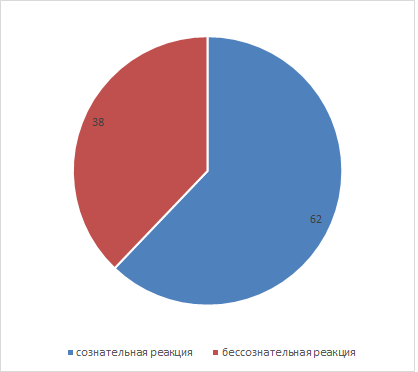 38
62
сознательная реакция
бессознательная реакция